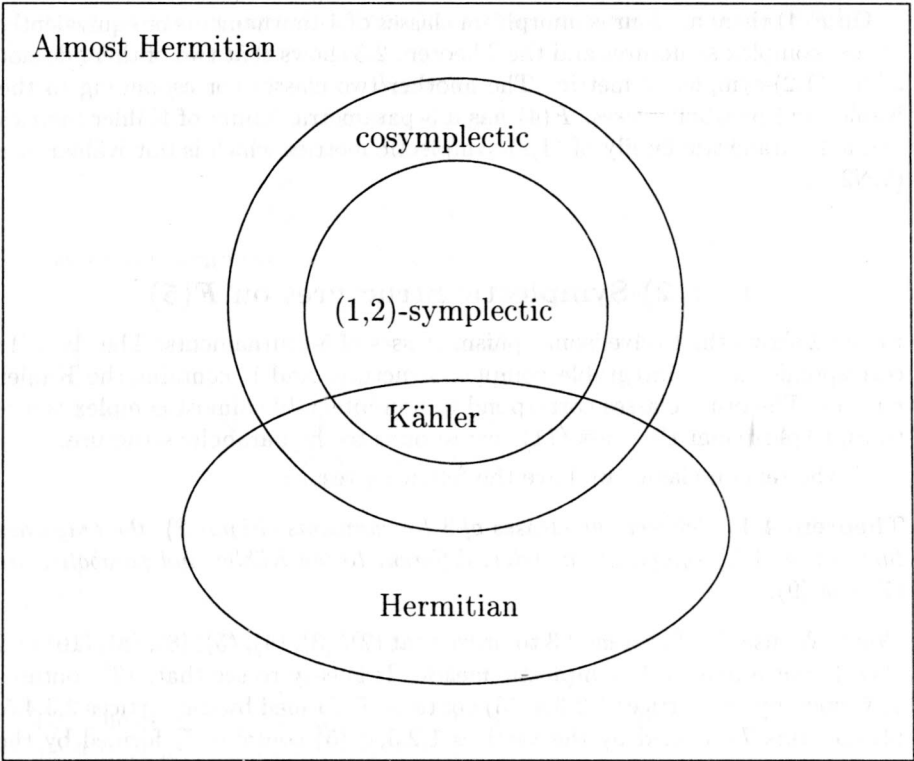 Almost Hermitian
cosymplectic
(1,2)-symplectic
Kähler
Hermitian